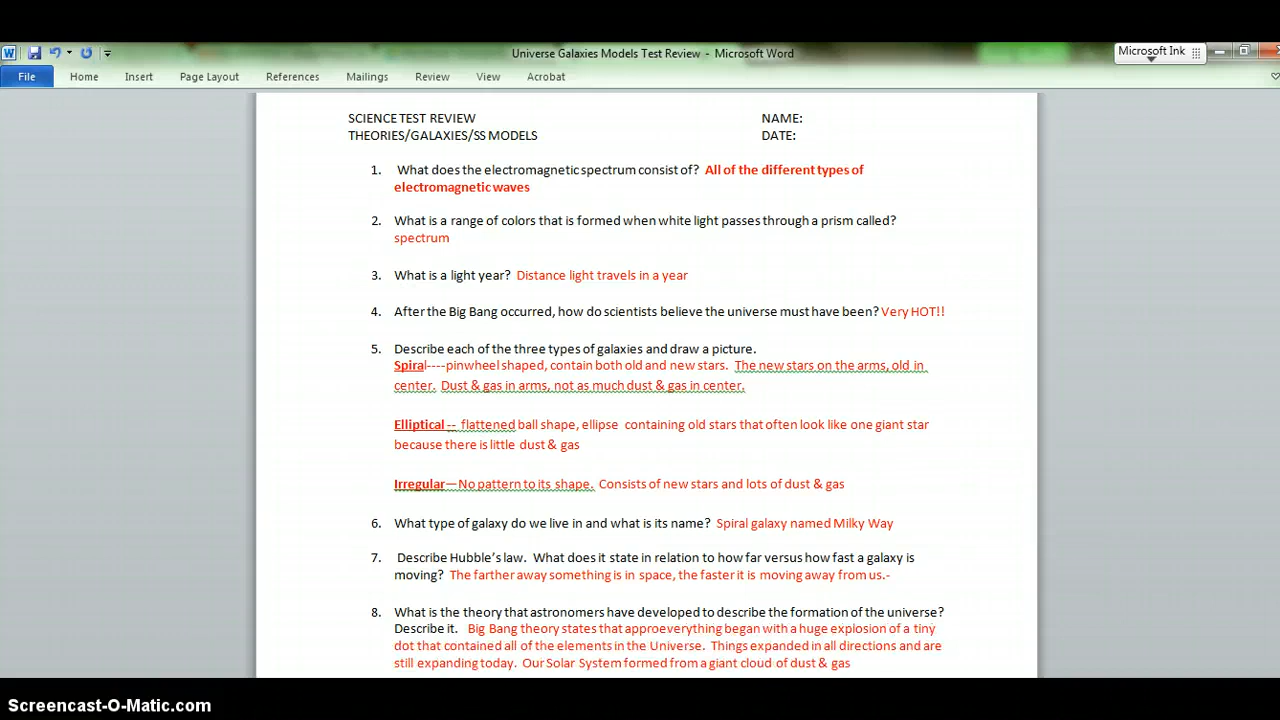 Universe Galaxies Models Test Review - Microsoft Word
Microsoft Ink
File Home Insert Page Layout References Mailings Review View Acrobat
SCIENCE TEST REVIEW NAME:
THEORIES/GALAXIES/SS MODELS DATE:
1. What does the electromagnetic spectrum consist of? All of the different types of
electromagnetic waves
2. What is a range of colors that is formed when white light passes through a prism called?
spectrum
3. What is a light year? Distance light travels in a year
4. After the Big Bang occurred, how do scientists believe the universe must have been? Very HOT!!
5. Describe each of the three types of galaxies and draw a picture.
Spiral----pinwheel shaped, contain both old and new stars. The new stars on the arms, old in
center. Dust & gas in arms, not as much dust & gas in center.
Elliptical -- flattened ball shape, ellipse containing old stars that often look like one giant star
because there is little dust & gas
Irregular—No pattern to its shape. Consists of new stars and lots of dust & gas
6. What type of galaxy do we live in and what is its name? Spiral galaxy named Milky Way
7. Describe Hubble's law. What does it state in relation to how far versus how fast a galaxy is
moving? The farther away something is in space, the faster it is moving away from us.-
8. What is the theory that astronomers have developed to describe the formation of the universe?
Describe it. Big Bang theory states that approeverything began with a huge explosion of a tiny
dot that contained all of the elements in the Universe. Things expanded in all directions and are
still expanding today. Our Solar System formed from a giant cloud of dust & gas
Screencast-O-Matic.com